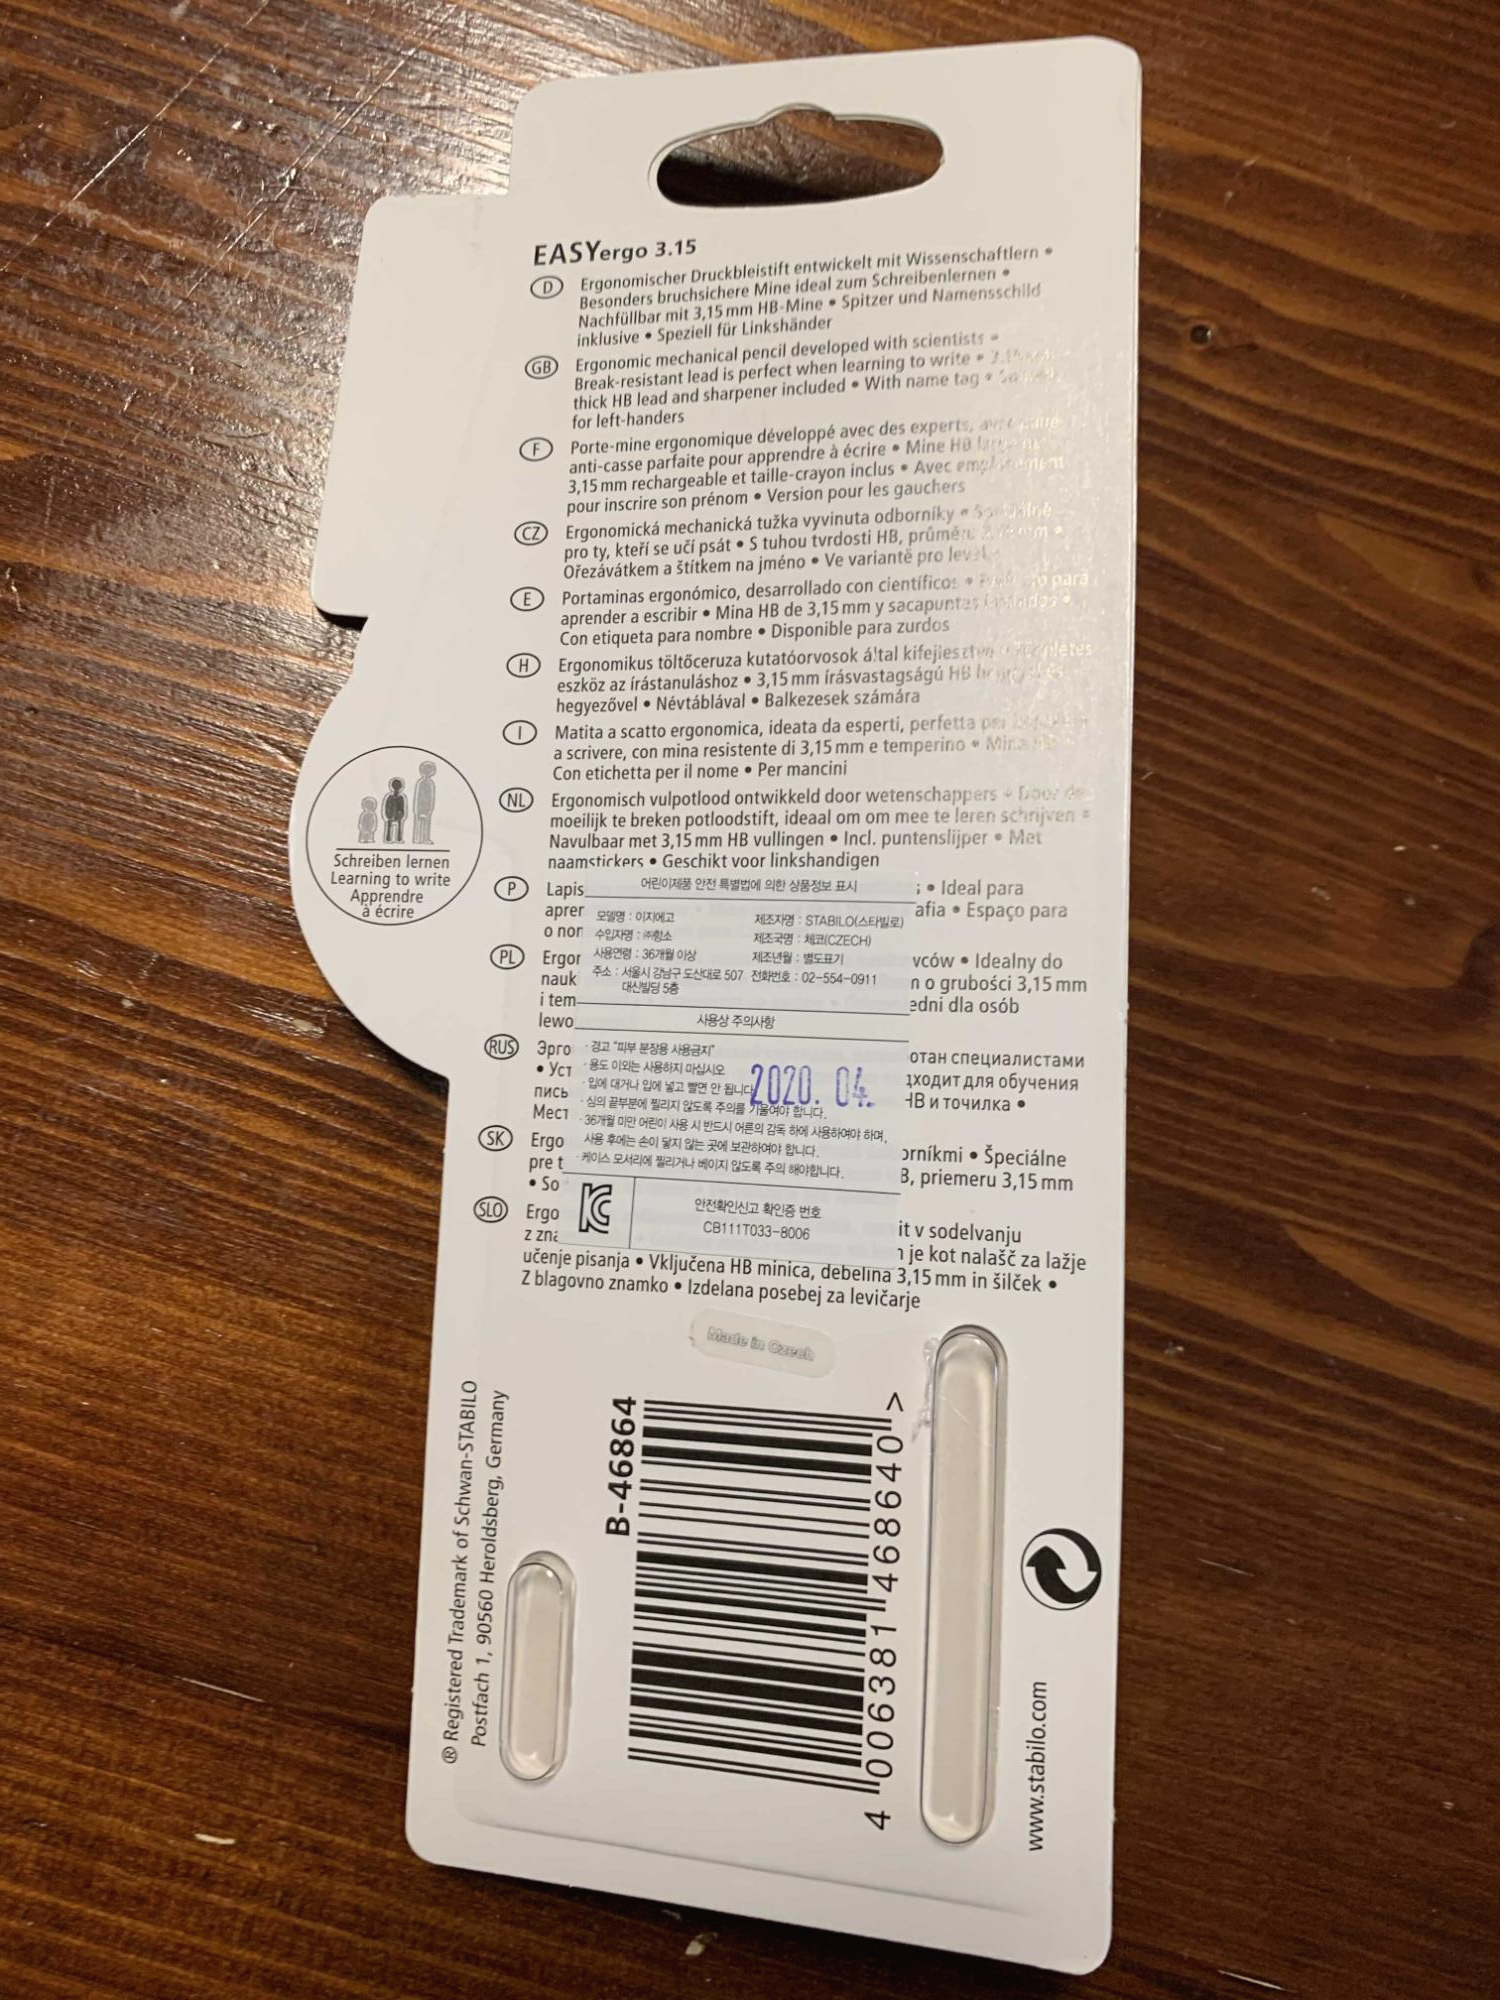 EASYergo 3.15
D Ergonomischer Druckbleistift entwickelt mit Wissenschaftlern •
Besonders bruchsichere Mine ideal zum Schreibenlernen •
Nachfüllbar mit 3,15 mm HB-Mine • Spitzer und Namensschild
inklusive • Speziell für Linkshänder
GB Ergonomic mechanical pencil developed with scientists •
Break-resistant lead is perfect when learning to write •
thick HB lead and sharpener included • With name tag •
for left-handers
F Porte-mine ergonomique développé avec des experts,
anti-casse parfaite pour apprendre à écrire • Mine HB
3,15 mm rechargeable et taille-crayon inclus • Avec
pour inscrire son prénom • Version pour les gauchers
CZ Ergonomická mechanická tužka vyvinuta odborníky •
pro ty, kteří se učí psát • S tuhou tvrdosti HB,
Ořezávátkem a štítkem na jméno • Ve variantě pro
E Portaminas ergonómico, desarrollado con científicos • para
aprender a escribir • Mina HB de 3,15 mm y sacapuntas
Con etiqueta para nombre • Disponible para zurdos
H Ergonomikus töltőceruza kutatóorvosok által
eszköz az írástanuláshoz • 3,15 mm írásvastagságú HB
hegyezővel • Névtáblával • Balkezesek számára
I Matita a scatto ergonomica, ideata da esperti, perfetta
a scrivere, con mina resistente di 3,15 mm e temperino •
Con etichetta per il nome • Per mancini
NL Ergonomisch vulpotlood ontwikkeld door wetenschappers • Door de
moeilijk te breken potloodstift, ideaal om om mee te leren schrijven •
Navulbaar met 3,15 mm HB vullingen • Incl. puntenslijper • Met
naamstickers • Geschikt voor linkshandigen
Schreiben lernen
Learning to write
Apprendre
à écrire
P Lapis • Ideal para
apren afia • Espaço para
o nom
PL Ergon vców • Idealny do
nauk n o grubości 3,15 mm
i tem edni dla osób
lewo
RUS Эрго отан специалистами
• Уст дходит для обучения
пись HB и точилка •
Мест
SK Ergo orníkmi • Špeciálne
pre t B, priemeru 3,15 mm
• So
SLO Ergo it v sodelvanju
z zna n je kot nalašč za lažje
učenje pisanja • Vključena HB minica, debelina 3,15 mm in šilček •
Z blagovno znamko • Izdelana posebej za levičarje
어린이제품 안전 특별법에 의한 상품정보 표시
모델명 : 이지에고 제조자명 : STABILO(스타빌로)
수입자명 : ㈜항소 제조국명 : 체코(CZECH)
사용연령 : 36개월 이상 제조년월 : 별도표기
주소 : 서울시 강남구 도산대로 507 전화번호 : 02-554-0911
대신빌딩 5층
사용상 주의사항
· 경고 "피부 분장용 사용금지"
· 용도 이외는 사용하지 마십시오
· 입에 대거나 입에 넣고 빨면 안 됩니다
2020. 04.
· 심의 끝부분에 찔리지 않도록 주의를 기울여야 합니다.
· 36개월 미만 어린이 사용 시 반드시 어른의 감독 하에 사용하여야 하며,
사용 후에는 손이 닿지 않는 곳에 보관하여야 합니다.
· 케이스 모서리에 찔리거나 베이지 않도록 주의 해야합니다.
안전확인신고 확인증 번호
CB111T033-8006
Made in Czech
® Registered Trademark of Schwan-STABILO
Postfach 1, 90560 Heroldsberg, Germany
B-46864
4 006381 468640 >
www.stabilo.com